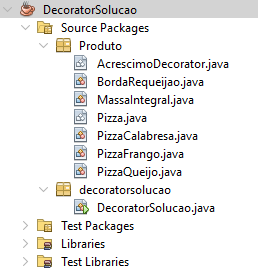 DecoratorSolucao
Source Packages
Produto
AcrescimoDecorator.java
BordaRequeijao.java
MassaIntegral.java
Pizza.java
PizzaCalabresa.java
PizzaFrango.java
PizzaQueijo.java
decoratorsolucao
DecoratorSolucao.java
Test Packages
Libraries
Test Libraries